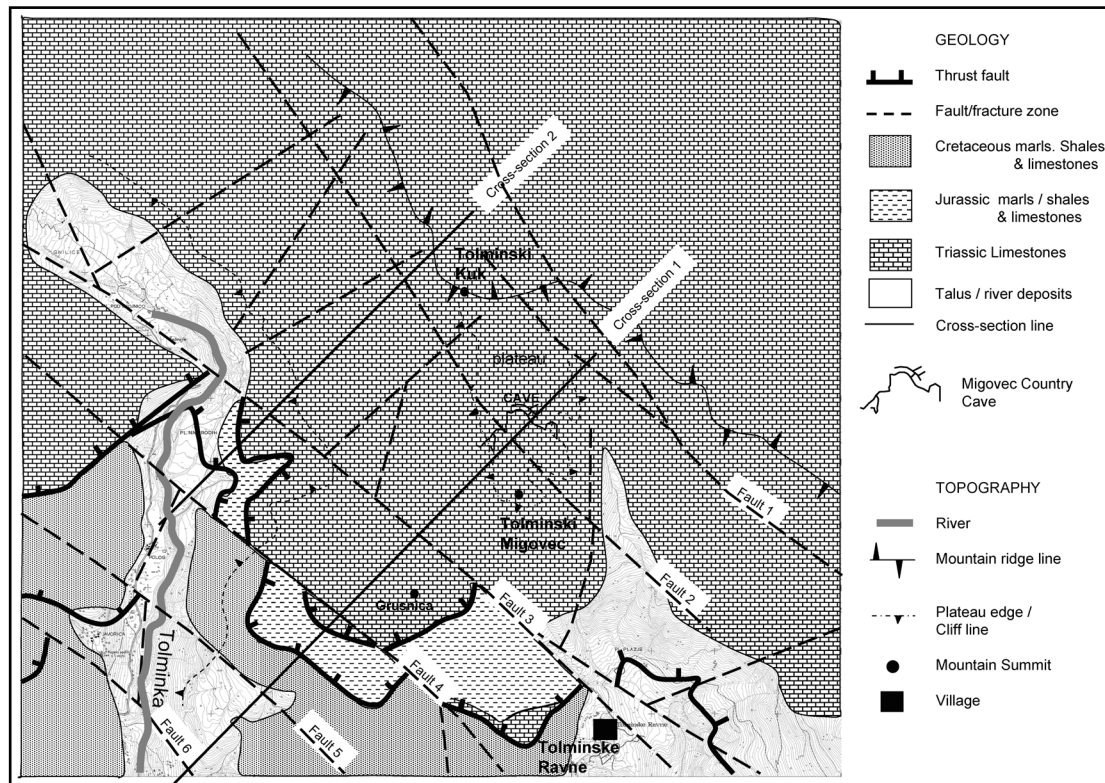 Cross-section 2
Tolminski
Kuk
Cross-section 1
plateau
CAVE
Fault 1
Tolminski
Migovec
Grusnica
Fault 3
Fault 2
Fault 4
Tolminka
Fault 6
Fault 5
Tolminske
Ravne
GEOLOGY
Thrust fault
Fault/fracture zone
Cretaceous marls. Shales
& limestones
Jurassic marls / shales
& limestones
Triassic Limestones
Talus / river deposits
Cross-section line
Migovec Country
Cave
TOPOGRAPHY
River
Mountain ridge line
Plateau edge /
Cliff line
Mountain Summit
Village